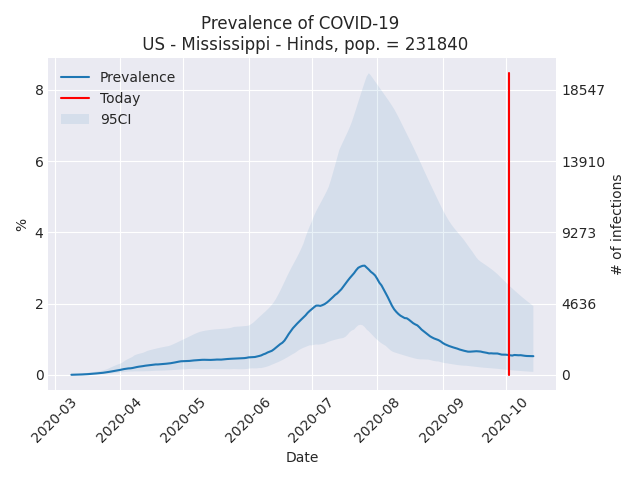 Prevalence of COVID-19
US - Mississippi - Hinds, pop. = 231840
Prevalence
Today
95CI
8
6
4
2
0
%
18547
13910
9273
4636
0
# of infections
2020-03
2020-04
2020-05
2020-06
2020-07
2020-08
2020-09
2020-10
Date